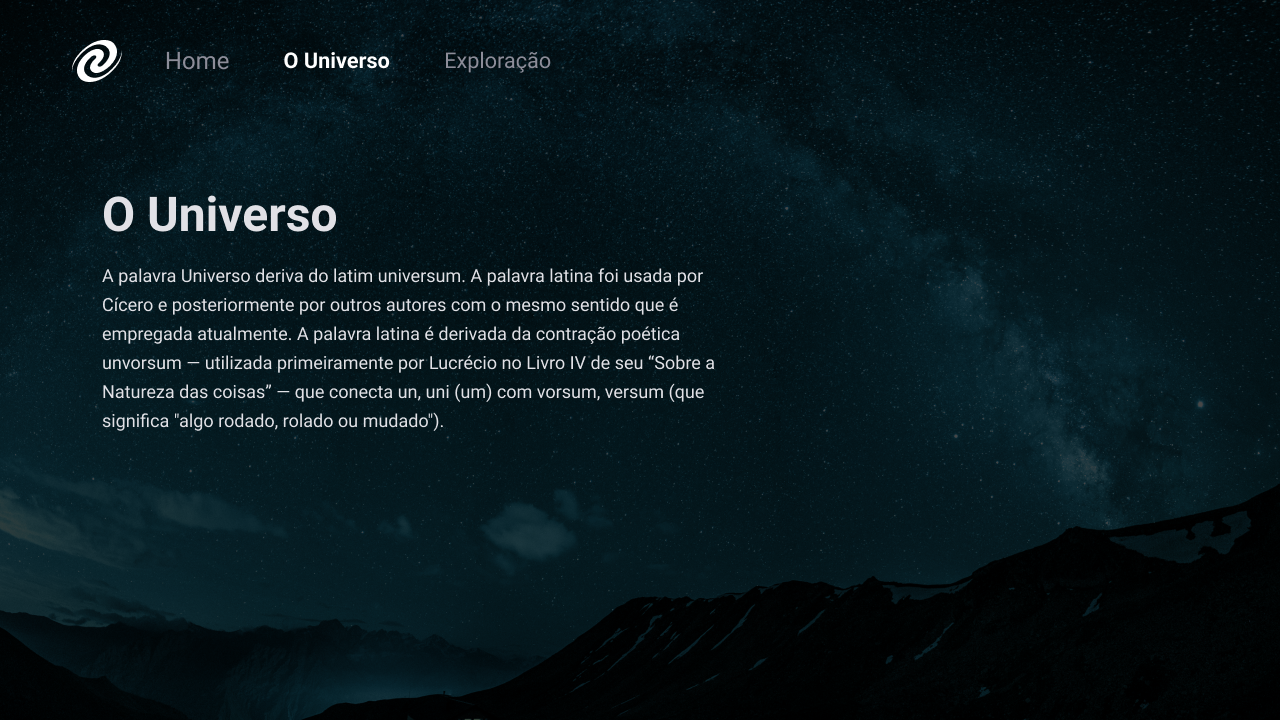 Home
O Universo
Exploração
O Universo
A palavra Universo deriva do latim universum. A palavra latina foi usada por
Cícero e posteriormente por outros autores com o mesmo sentido que é
empregada atualmente. A palavra latina é derivada da contração poética
unvorsum — utilizada primeiramente por Lucrécio no Livro IV de seu “Sobre a
Natureza das coisas” — que conecta un, uni (um) com vorsum, versum (que
significa "algo rodado, rolado ou mudado").